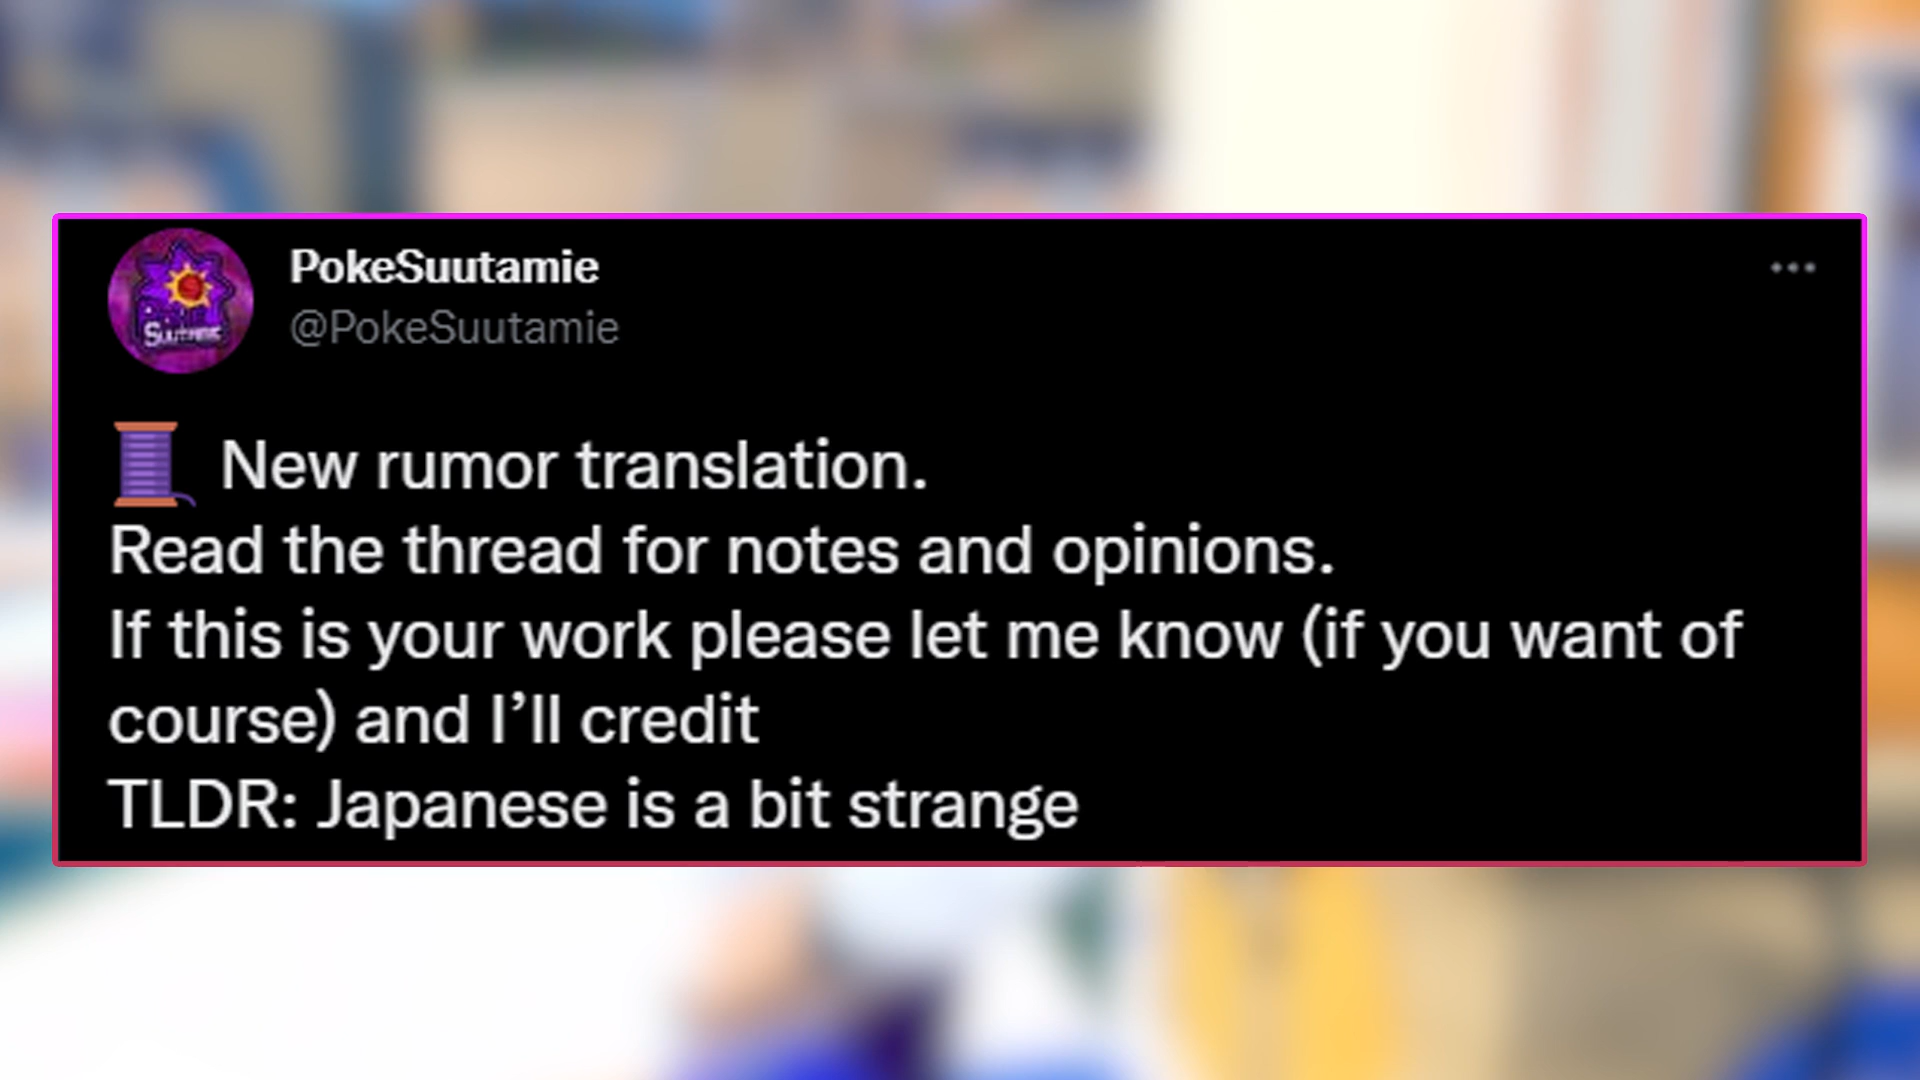 PokeSuutamie
@PokeSuutamie
🧵 New rumor translation.
Read the thread for notes and opinions.
If this is your work please let me know (if you want of
course) and I’ll credit
TLDR: Japanese is a bit strange